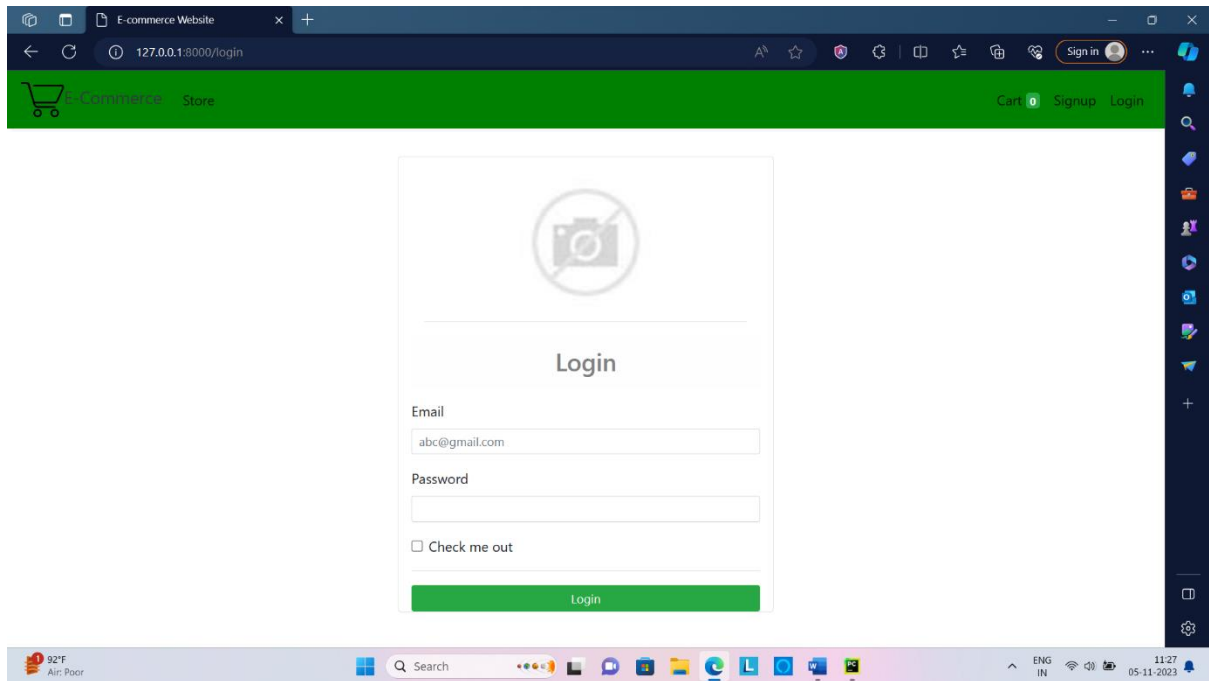 E-commerce Website
127.0.0.1:8000/login
Sign in
E-Commerce Store Cart 0 Signup Login
Login
Email
abc@gmail.com
Password
Check me out
Login
1 92°F
Air: Poor
Search
ENG
IN
11:27
05-11-2023